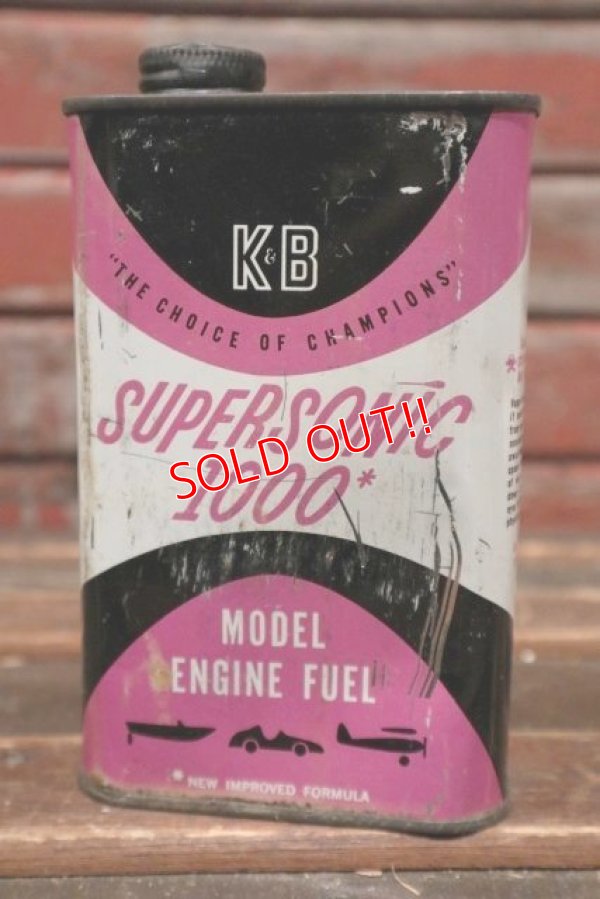 K&B
"THE CHOICE OF CHAMPIONS"
SUPERSONIC
1000*
SOLD OUT!!
MODEL
ENGINE FUEL
* NEW IMPROVED FORMULA